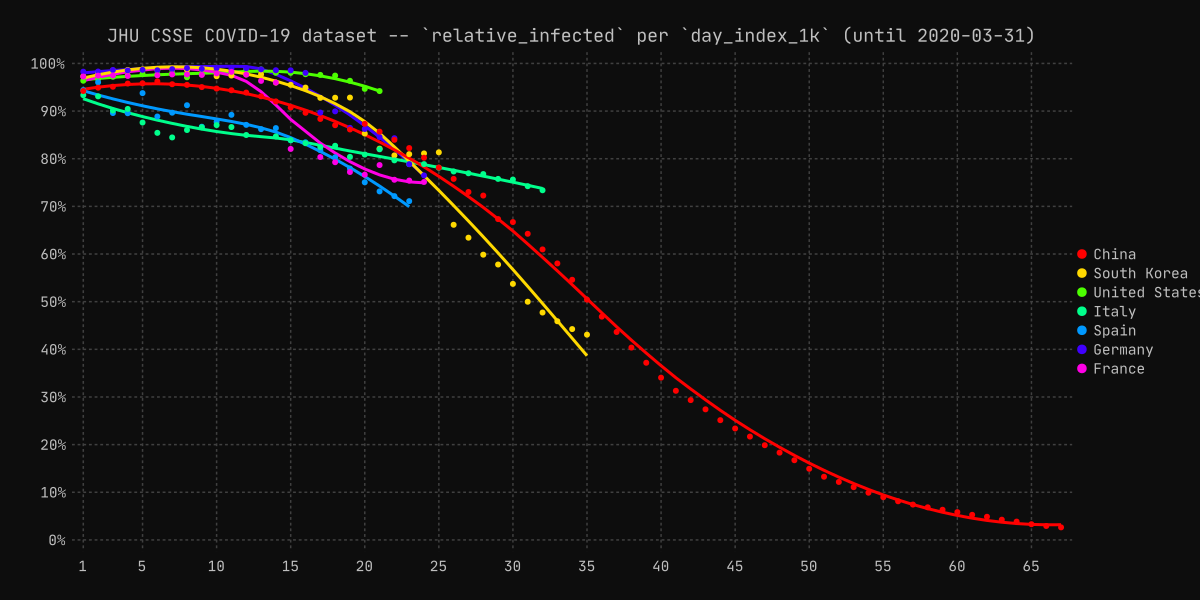 JHU CSSE COVID-19 dataset -- `relative_infected` per `day_index_1k` (until 2020-03-31)
100%
90%
80%
70%
60%
50%
40%
30%
20%
10%
0%
1 5 10 15 20 25 30 35 40 45 50 55 60 65
China
South Korea
United States
Italy
Spain
Germany
France